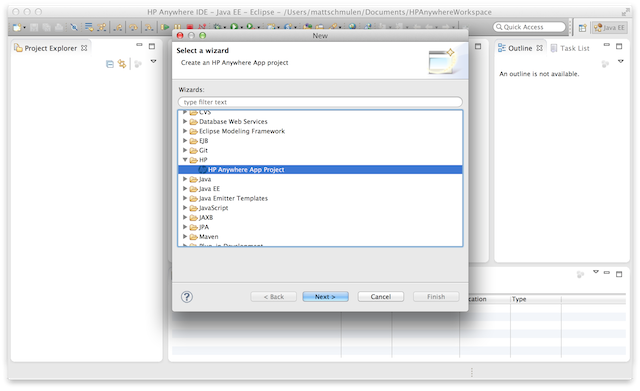 HP Anywhere IDE – Java EE – Eclipse – /Users/mattschmulen/Documents/HPAnywhereWorkspace
Quick Access
Java EE
Project Explorer
Outline
Task List
An outline is not available.
New
Select a wizard
Create an HP Anywhere App project
Wizards:
type filter text
CVS
Database Web Services
Eclipse Modeling Framework
EJB
Git
HP
HP Anywhere App Project
Java
Java EE
Java Emitter Templates
JavaScript
JAXB
JPA
Maven
Plug-in Development
?
< Back
Next >
Cancel
Finish
Type